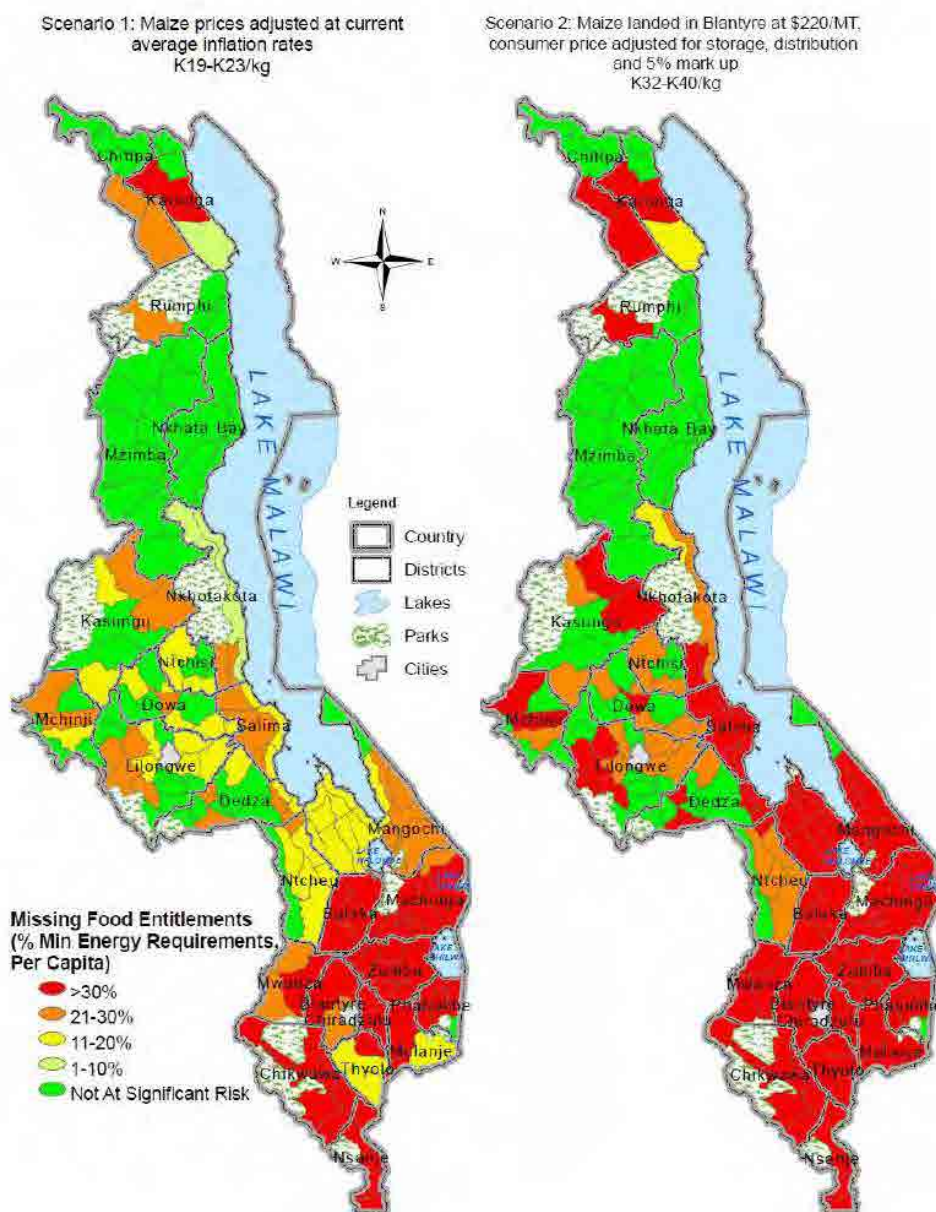 Scenario 1: Maize prices adjusted at current
average inflation rates
K19-K23/kg
Scenario 2: Maize landed in Blantyre at $220/MT,
consumer price adjusted for storage, distribution
and 5% mark up
K32-K40/kg
Chitipa
Karonga
N
W E
S
Rumphi
LAKE MALAWI
Nkhata Bay
Mzimba
Nkhotakota
Kasungu
Ntchisi
Dowa
Mchinji
Salima
Lilongwe
Dedza
Mangochi
Ntcheu
Machinga
Balaka
Zomba
Mwanza
Blantyre
Phalombe
Chiradzulu
Mulanje
Thyolo
Chikwawa
Nsanje
Legend
Country
Districts
Lakes
Parks
Cities
Missing Food Entitlements
(% Min Energy Requirements,
Per Capita)
>30%
21-30%
11-20%
1-10%
Not At Significant Risk
Chitipa
Karonga
Rumphi
LAKE MALAWI
Nkhata Bay
Mzimba
Nkhotakota
Kasungu
Ntchisi
Dowa
Mchinji
Salima
Lilongwe
Dedza
Mangochi
Ntcheu
Machinga
Balaka
Zomba
Mwanza
Blantyre
Phalombe
Chiradzulu
Mulanje
Thyolo
Chikwawa
Nsanje